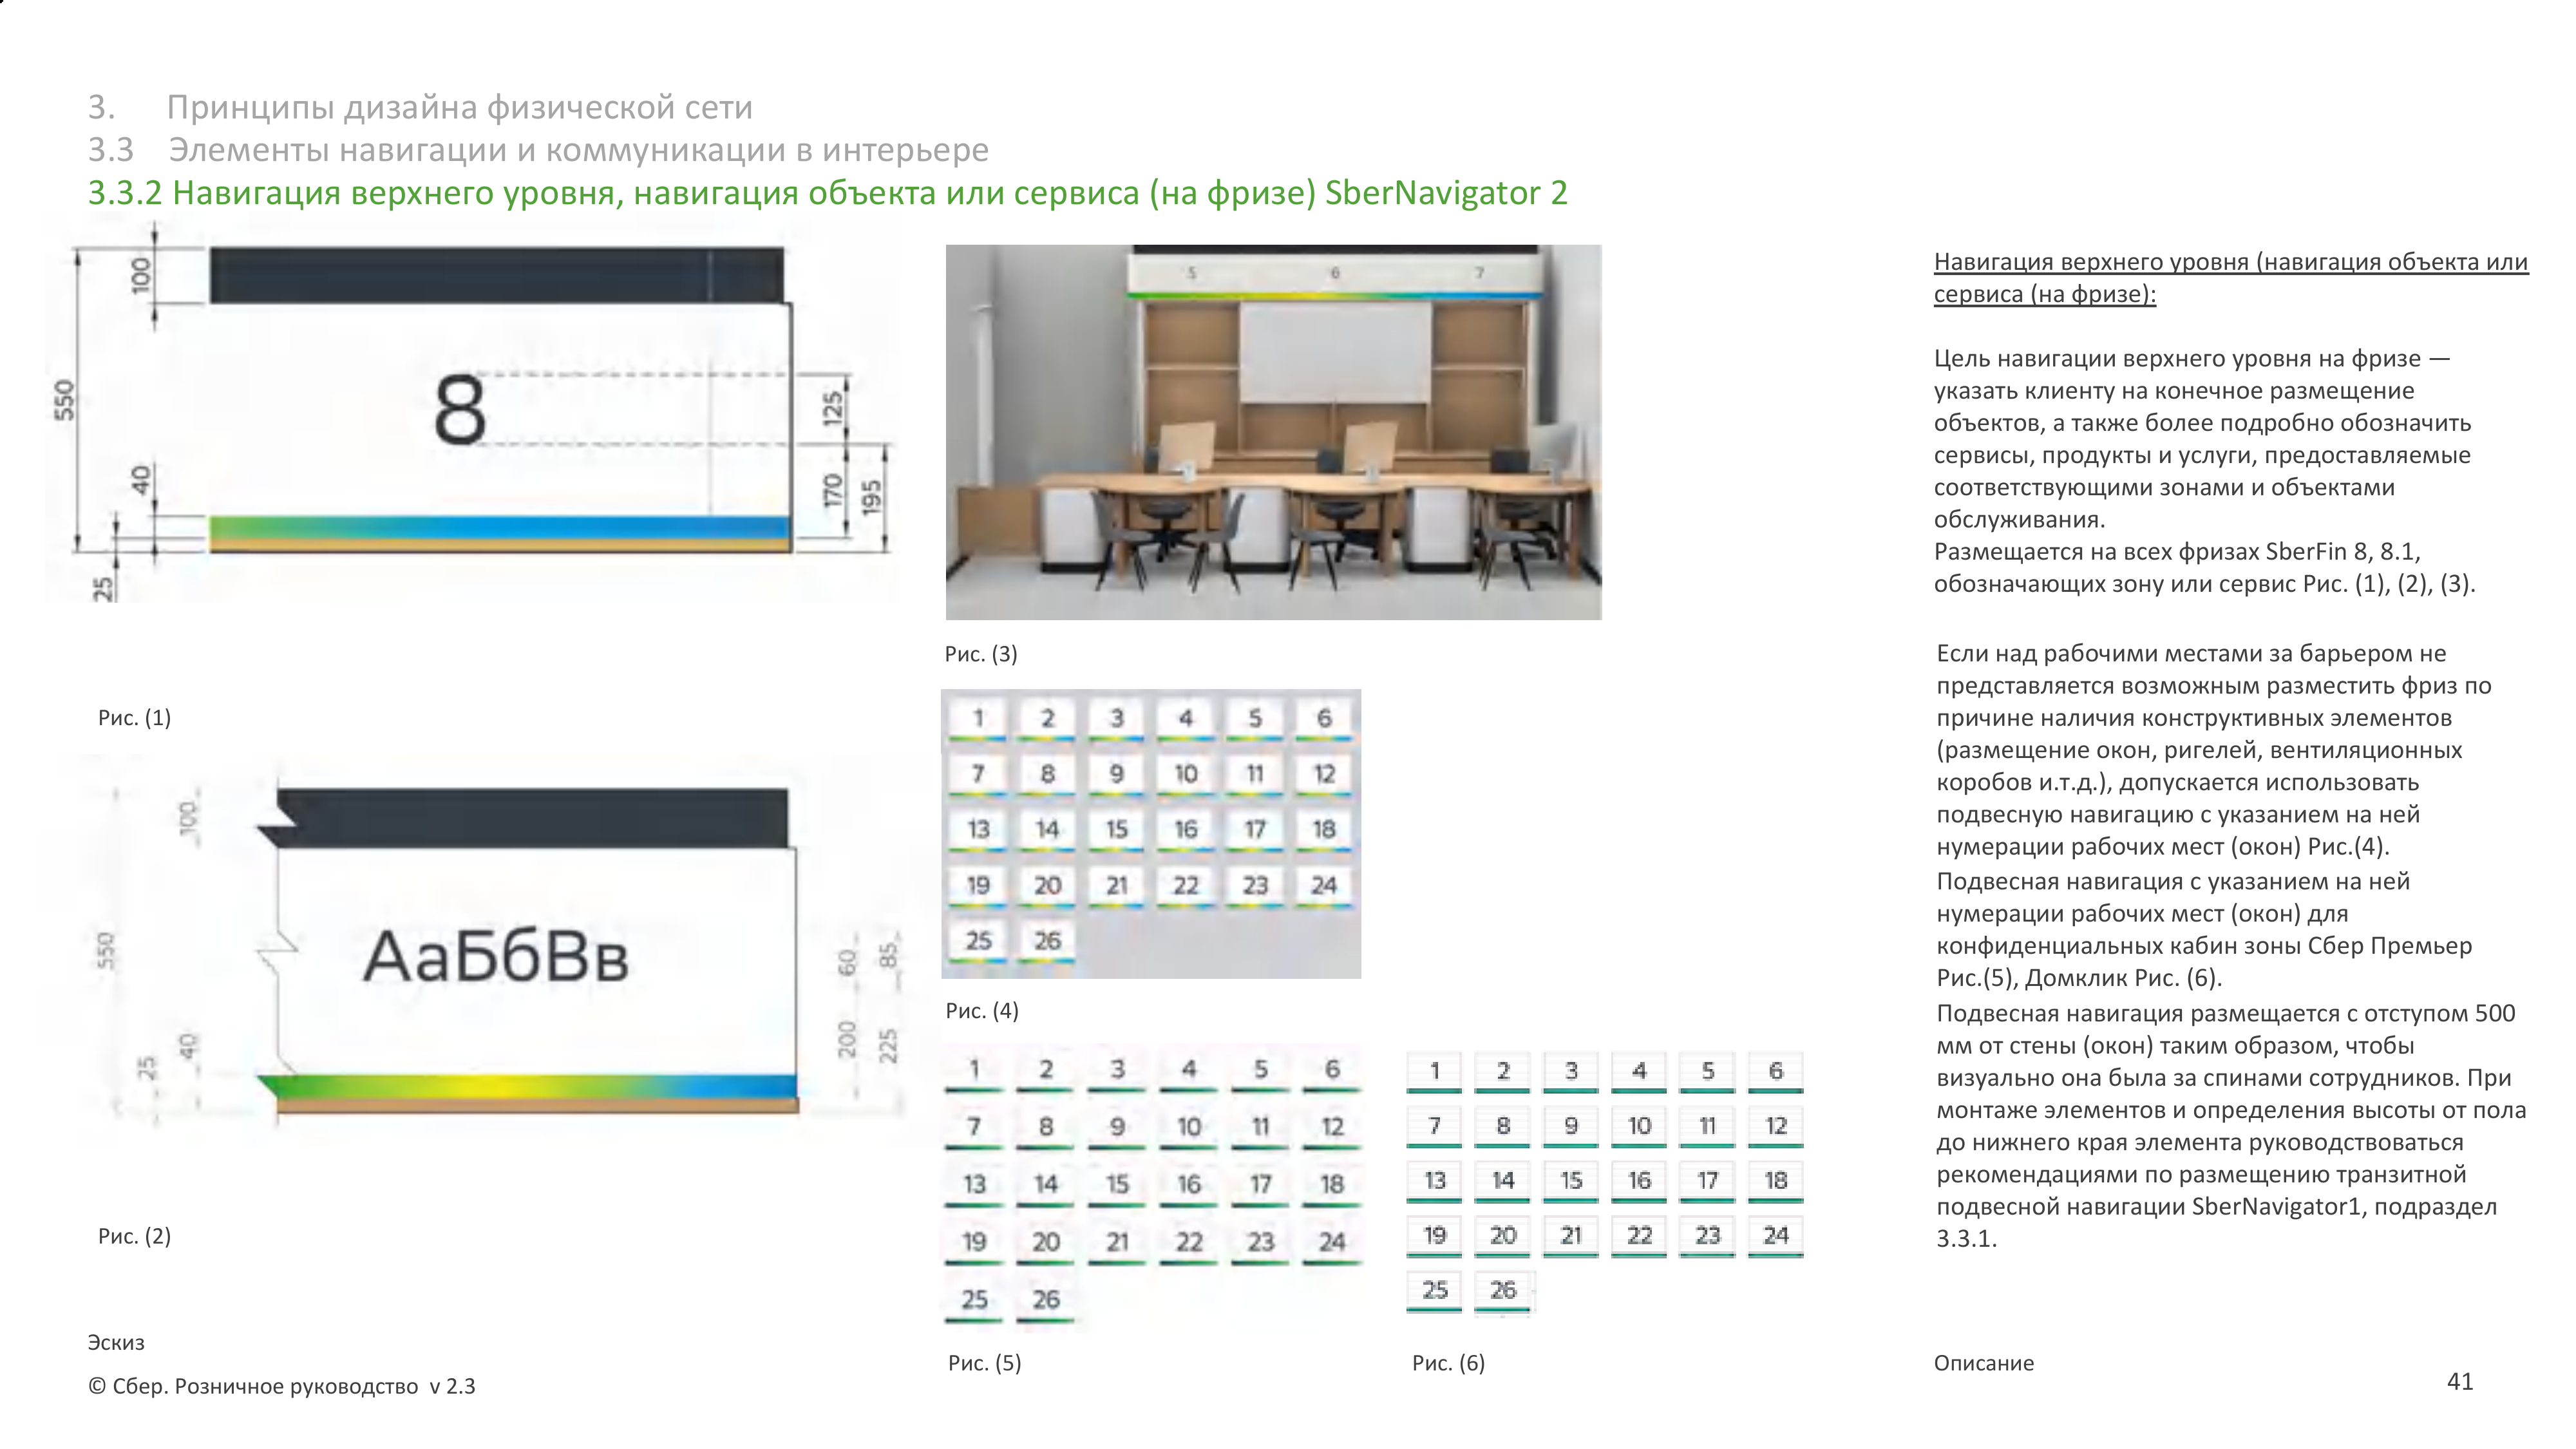 3. Принципы дизайна физической сети
3.3 Элементы навигации и коммуникации в интерьере
3.3.2 Навигация верхнего уровня, навигация объекта или сервиса (на фризе) SberNavigator 2
100
550
8
125
40
170
195
25
Рис. (1)
100
550
АаБбВв
60
85
200
225
40
25
Рис. (2)
Эскиз
© Сбер. Розничное руководство v 2.3
5 6 7
Рис. (3)
1 2 3 4 5 6
7 8 9 10 11 12
13 14 15 16 17 18
19 20 21 22 23 24
25 26
Рис. (4)
1 2 3 4 5 6
7 8 9 10 11 12
13 14 15 16 17 18
19 20 21 22 23 24
25 26
Рис. (5)
1 2 3 4 5 6
7 8 9 10 11 12
13 14 15 16 17 18
19 20 21 22 23 24
25 26
Рис. (6)
Навигация верхнего уровня (навигация объекта или
сервиса (на фризе):
Цель навигации верхнего уровня на фризе —
указать клиенту на конечное размещение
объектов, а также более подробно обозначить
сервисы, продукты и услуги, предоставляемые
соответствующими зонами и объектами
обслуживания.
Размещается на всех фризах SberFin 8, 8.1,
обозначающих зону или сервис Рис. (1), (2), (3).
Если над рабочими местами за барьером не
представляется возможным разместить фриз по
причине наличия конструктивных элементов
(размещение окон, ригелей, вентиляционных
коробов и.т.д.), допускается использовать
подвесную навигацию с указанием на ней
нумерации рабочих мест (окон) Рис.(4).
Подвесная навигация с указанием на ней
нумерации рабочих мест (окон) для
конфиденциальных кабин зоны Сбер Премьер
Рис.(5), Домклик Рис. (6).
Подвесная навигация размещается с отступом 500
мм от стены (окон) таким образом, чтобы
визуально она была за спинами сотрудников. При
монтаже элементов и определения высоты от пола
до нижнего края элемента руководствоваться
рекомендациями по размещению транзитной
подвесной навигации SberNavigator1, подраздел
3.3.1.
Описание
41